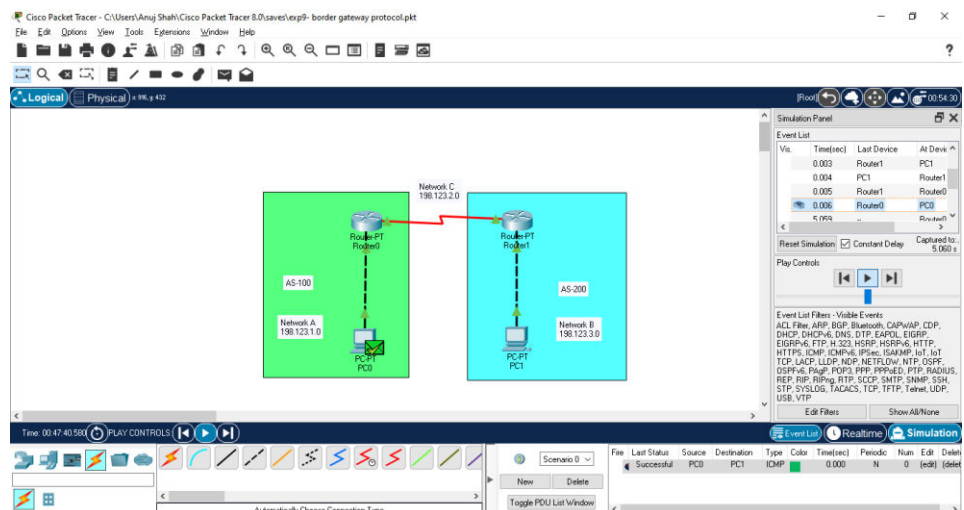 Cisco Packet Tracer - C:\Users\Anuj Shah\Cisco Packet Tracer 8.0\saves\exp9- border gateway protocol.pkt
File Edit Options View Tools Extensions Window Help
?
Logical Physical x: 916, y: 432
[Root] 00:54:30
Network C
198.123.2.0
Router-PT
Router0
Router-PT
Router1
AS-100
AS-200
Network A
198.123.1.0
Network B
198.123.3.0
PC-PT
PC0
PC-PT
PC1
Simulation Panel
Event List
Vis. Time(sec) Last Device At Devic
0.003 Router1 PC1
0.004 PC1 Router1
0.005 Router1 Router0
0.006 Router0 PC0
5.059 -- Router0
Reset Simulation Constant Delay Captured to:
5.060 s
Play Controls
Event List Filters - Visible Events
ACL Filter, ARP, BGP, Bluetooth, CAPWAP, CDP,
DHCP, DHCPv6, DNS, DTP, EAPOL, EIGRP,
EIGRPv6, FTP, H.323, HSRP, HSRPv6, HTTP,
HTTPS, ICMP, ICMPv6, IPSec, ISAKMP, IoT, IoT
TCP, LACP, LLDP, NDP, NETFLOW, NTP, OSPF,
OSPFv6, PAgP, POP3, PPP, PPPoED, PTP, RADIUS,
REP, RIP, RIPng, RTP, SCCP, SMTP, SNMP, SSH,
STP, SYSLOG, TACACS, TCP, TFTP, Telnet, UDP,
USB, VTP
Edit Filters Show All/None
Time: 00:47:40.580 PLAY CONTROLS:
Event List Realtime Simulation
Scenario 0
New Delete
Toggle PDU List Window
Fire Last Status Source Destination Type Color Time(sec) Periodic Num Edit Delet
Successful PC0 PC1 ICMP 0.000 N 0 (edit) (delet
Automatically Choose Connection Type